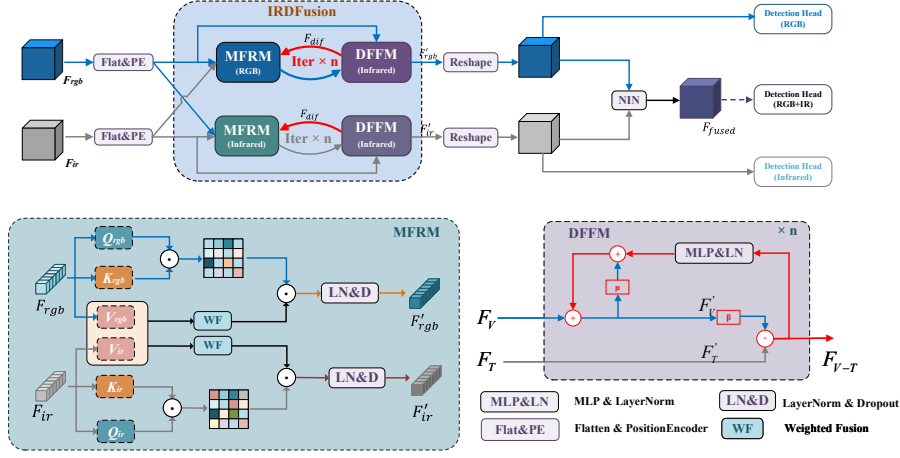 IRDFusion
F_rgb
Flat&PE
MFRM
(RGB)
F_dif
Iter × n
DFFM
(Infrared)
F'_rgb
Reshape
Detection Head
(RGB)
F_ir
Flat&PE
MFRM
(Infrared)
F_dif
Iter × n
DFFM
(Infrared)
F'_ir
Reshape
NIN
F_fused
Detection Head
(RGB+IR)
Detection Head
(Infrared)
MFRM
F_rgb
Q_rgb
K_rgb
V_rgb
V_ir
K_ir
Q_ir
F_ir
WF
WF
LN&D
F'_rgb
LN&D
F'_ir
DFFM
× n
F_V
F_T
+
+
μ
MLP&LN
F'_V
β
-
F'_T
F_V-T
MLP&LN
MLP & LayerNorm
LN&D
LayerNorm & Dropout
Flat&PE
Flatten & PositionEncoder
WF
Weighted Fusion